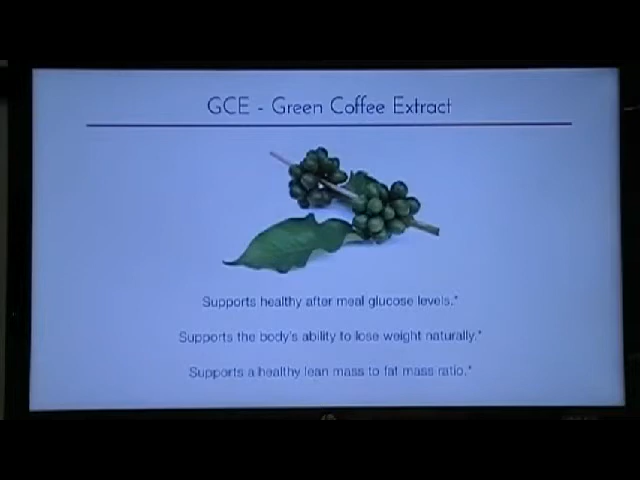 GCE - Green Coffee Extract
Supports healthy after meal glucose levels.*
Supports the body's ability to lose weight naturally.*
Supports a healthy lean mass to fat mass ratio.*